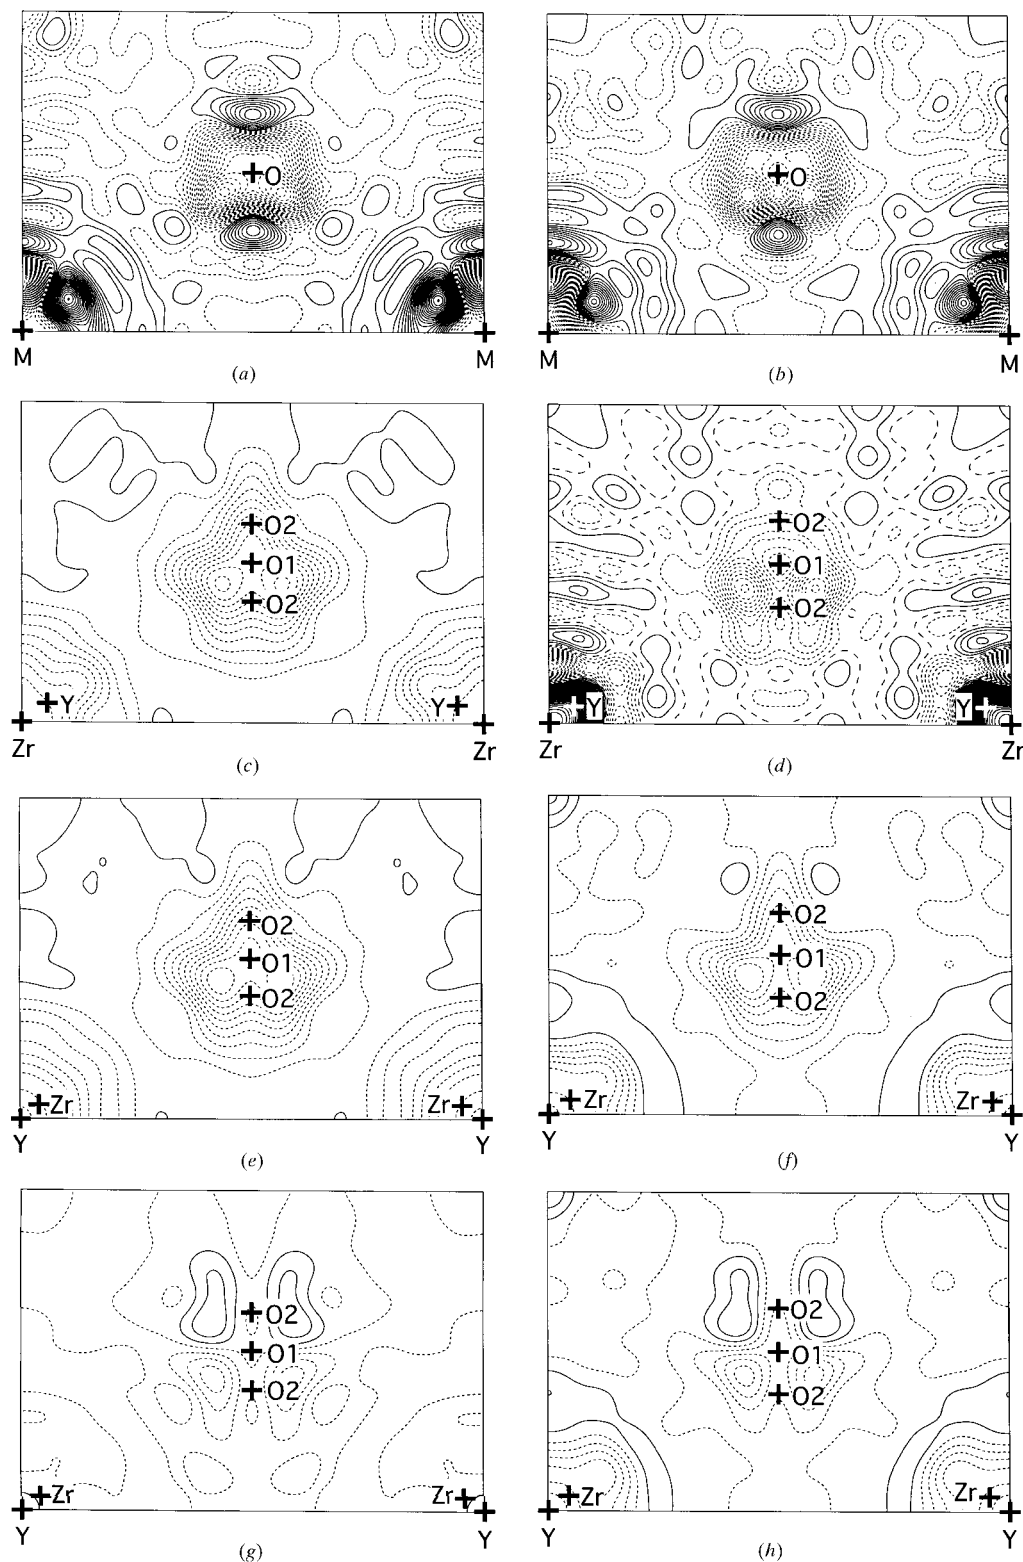 O O
M M M M
(a) (b)
O2 O2
O1 O1
O2 O2
Y Y Y Y
Zr Zr Zr Zr
(c) (d)
O2 O2
O1 O1
O2 O2
Zr Zr Zr Zr
Y Y Y Y
(e) (f)
O2 O2
O1 O1
O2 O2
Zr Zr Zr Zr
Y Y Y Y
(g) (h)